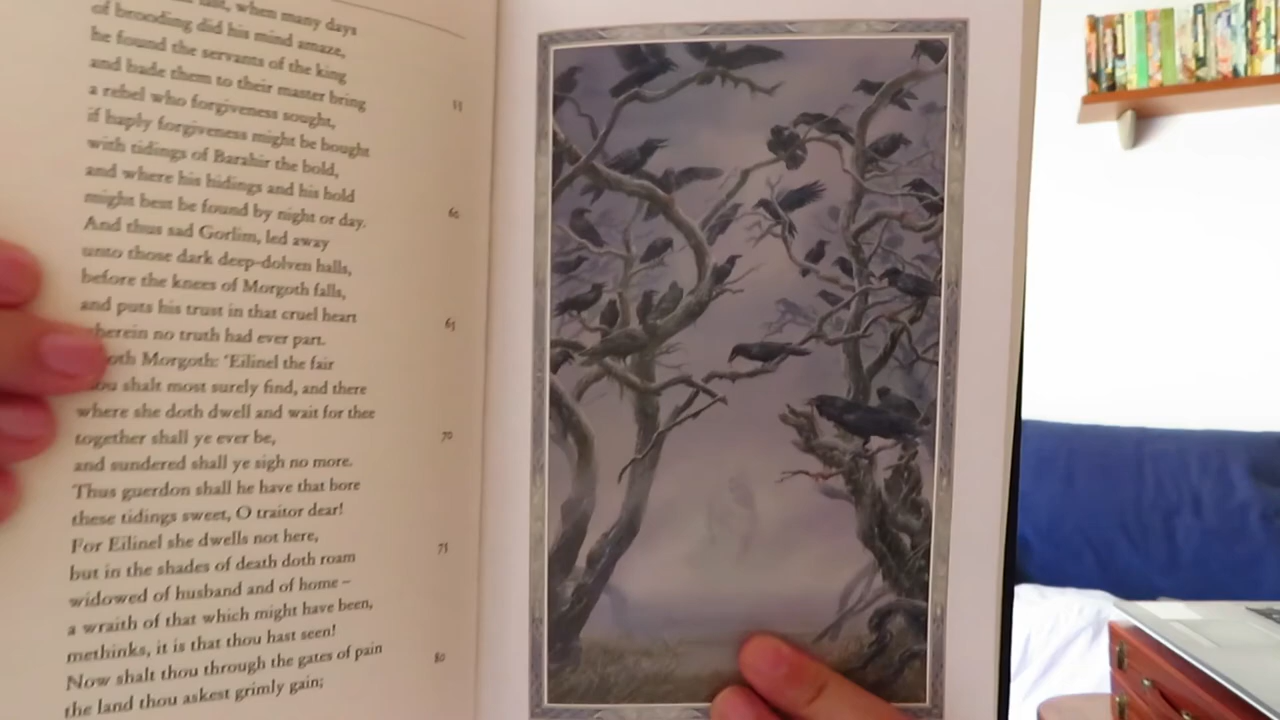 last, when many days
of brooding did his mind amaze,
he found the servants of the king
and bade them to their master bring
a rebel who forgiveness sought, 55
if haply forgiveness might be bought
with tidings of Barahir the bold,
and where his hidings and his hold
might best be found by night or day.
And thus sad Gorlim, led away 60
unto those dark deep-dolven halls,
before the knees of Morgoth falls,
and puts his trust in that cruel heart
wherein no truth had ever part. 65
oth Morgoth: 'Eilinel the fair
ou shalt most surely find, and there
where she doth dwell and wait for thee
together shall ye ever be, 70
and sundered shall ye sigh no more.
Thus guerdon shall he have that bore
these tidings sweet, O traitor dear!
For Eilinel she dwells not here,
but in the shades of death doth roam 75
widowed of husband and of home –
a wraith of that which might have been,
methinks, it is that thou hast seen!
Now shalt thou through the gates of pain 80
the land thou askest grimly gain;